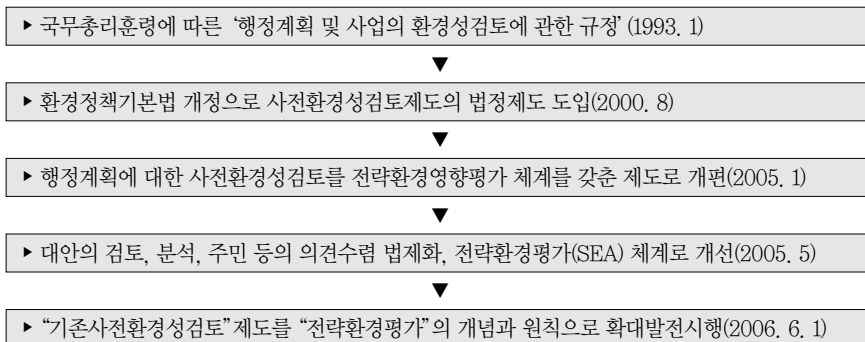 ▶ 국무총리훈령에 따른 ‘행정계획 및 사업의 환경성검토에 관한 규정’ (1993. 1)
▼
▶ 환경정책기본법 개정으로 사전환경성검토제도의 법정제도 도입(2000. 8)
▼
▶ 행정계획에 대한 사전환경성검토를 전략환경영향평가 체계를 갖춘 제도로 개편(2005. 1)
▼
▶ 대안의 검토, 분석, 주민 등의 의견수렴 법제화, 전략환경평가(SEA) 체계로 개선(2005. 5)
▼
▶ “기존사전환경성검토”제도를 “전략환경평가”의 개념과 원칙으로 확대발전시행(2006. 6. 1)